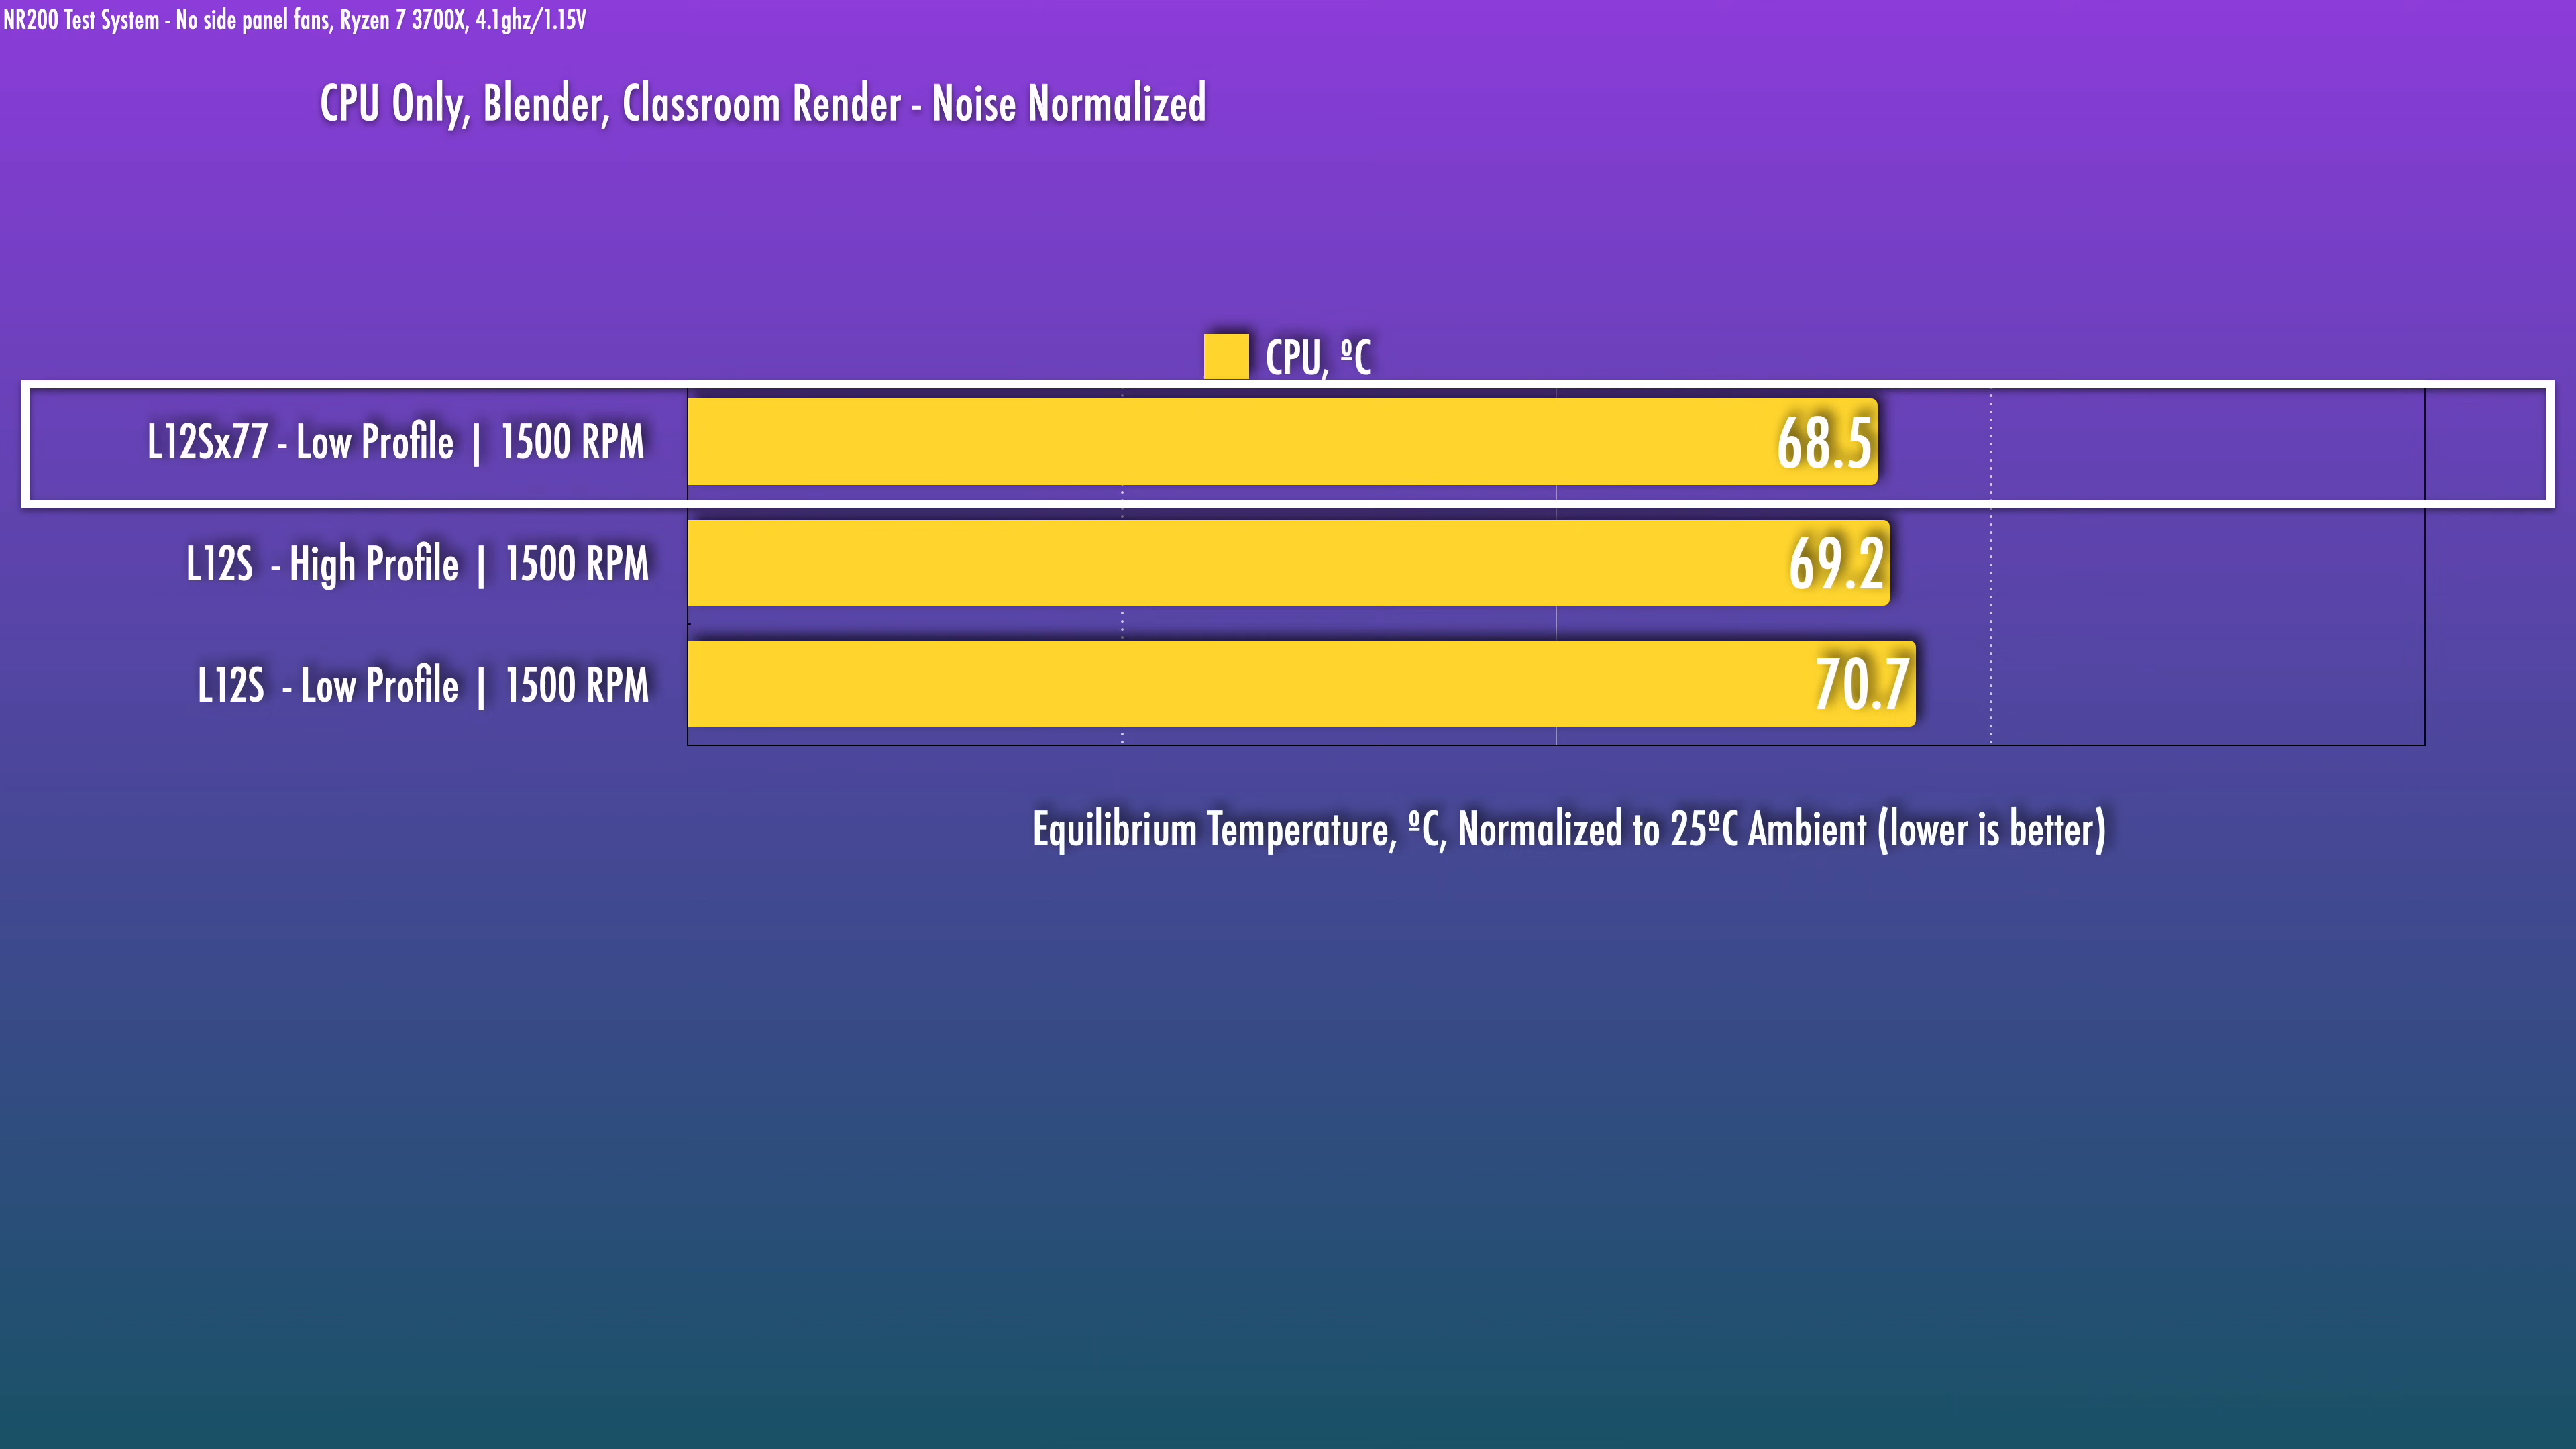 NR200 Test System - No side panel fans, Ryzen 7 3700X, 4.1ghz/1.15V
CPU Only, Blender, Classroom Render - Noise Normalized
CPU, ºC
L12Sx77 - Low Profile | 1500 RPM 68.5
L12S - High Profile | 1500 RPM 69.2
L12S - Low Profile | 1500 RPM 70.7
Equilibrium Temperature, ºC, Normalized to 25ºC Ambient (lower is better)